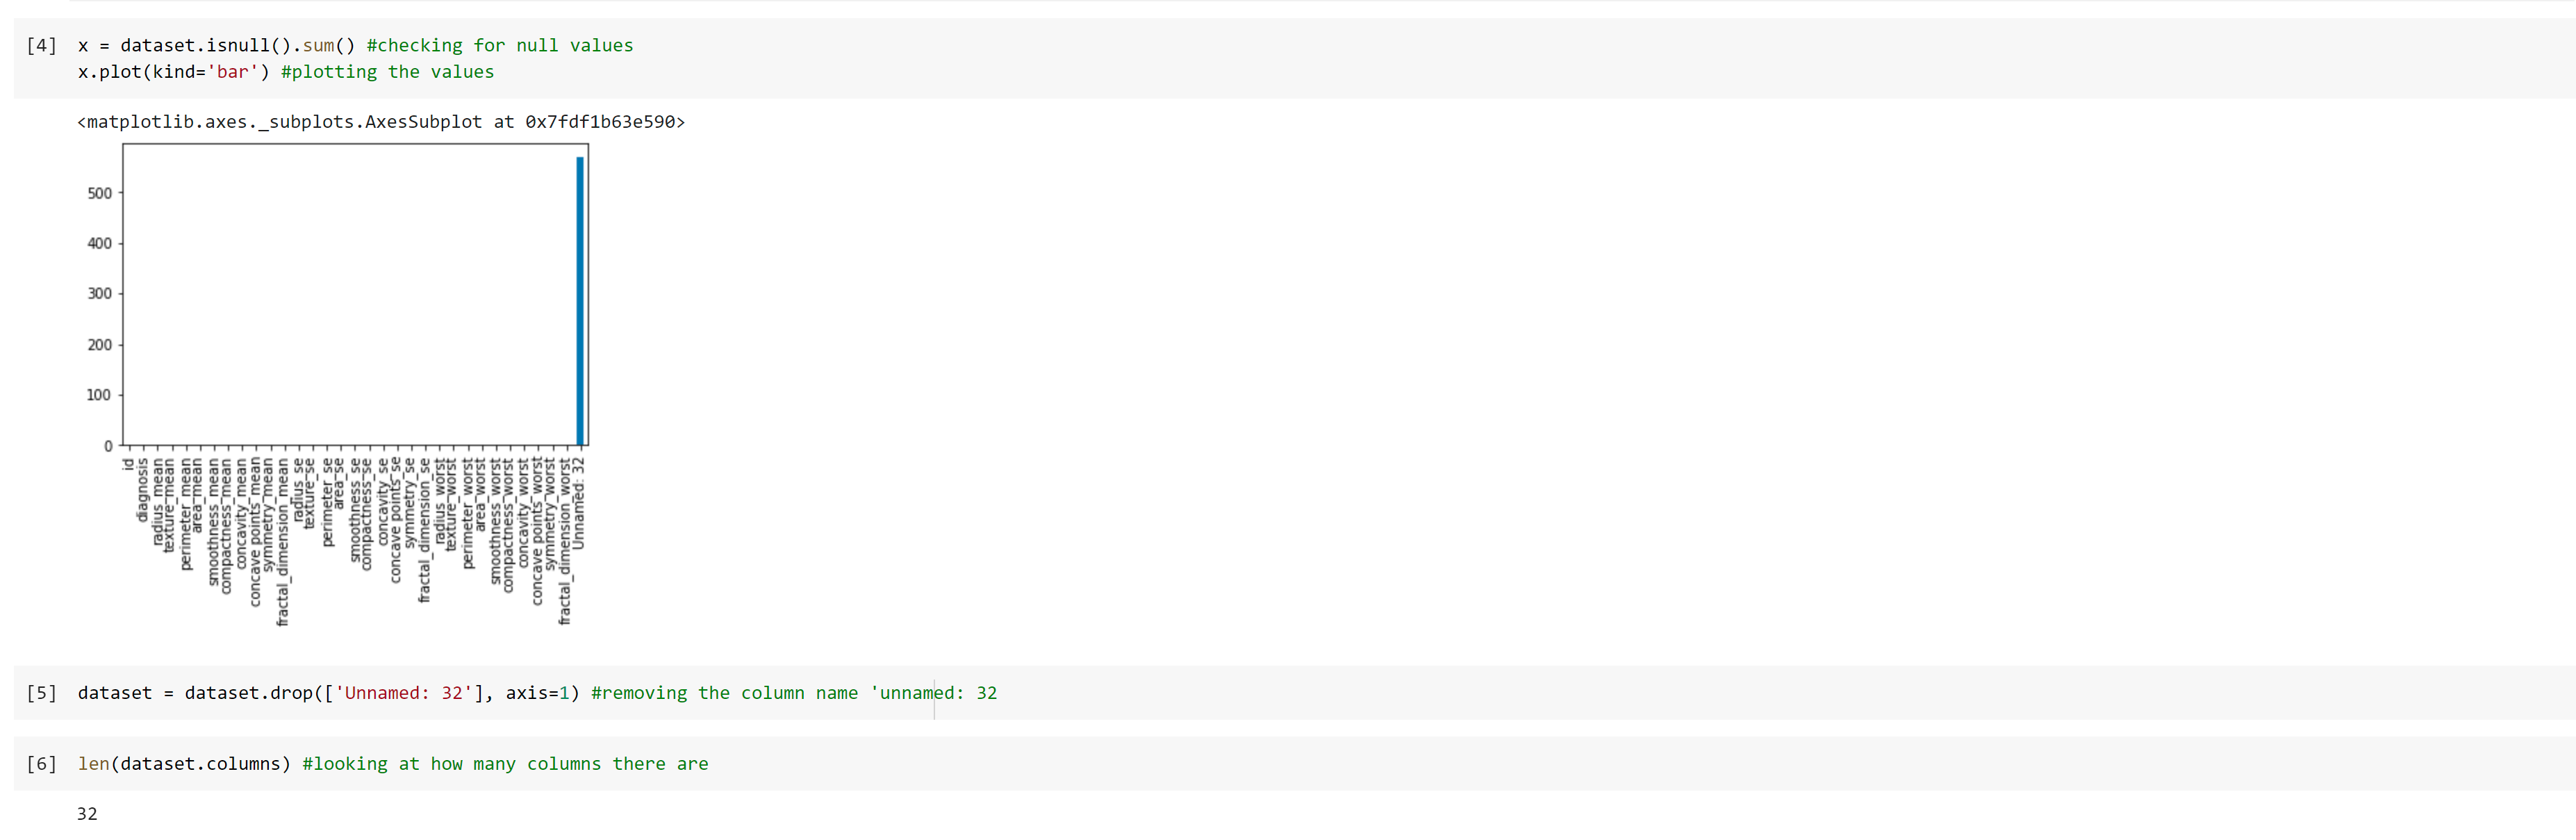 [4] x = dataset.isnull().sum() #checking for null values
x.plot(kind='bar') #plotting the values
<matplotlib.axes._subplots.AxesSubplot at 0x7fdf1b63e590>
500
400
300
200
100
0
id
diagnosis
radius_mean
texture_mean
perimeter_mean
area_mean
smoothness_mean
compactness_mean
concavity_mean
concave points_mean
symmetry_mean
fractal_dimension_mean
radius_se
texture_se
perimeter_se
area_se
smoothness_se
compactness_se
concavity_se
concave points_se
symmetry_se
fractal_dimension_se
radius_worst
texture_worst
perimeter_worst
area_worst
smoothness_worst
compactness_worst
concavity_worst
concave points_worst
symmetry_worst
fractal_dimension_worst
Unnamed: 32
[5] dataset = dataset.drop(['Unnamed: 32'], axis=1) #removing the column name 'unnamed: 32
[6] len(dataset.columns) #looking at how many columns there are
32